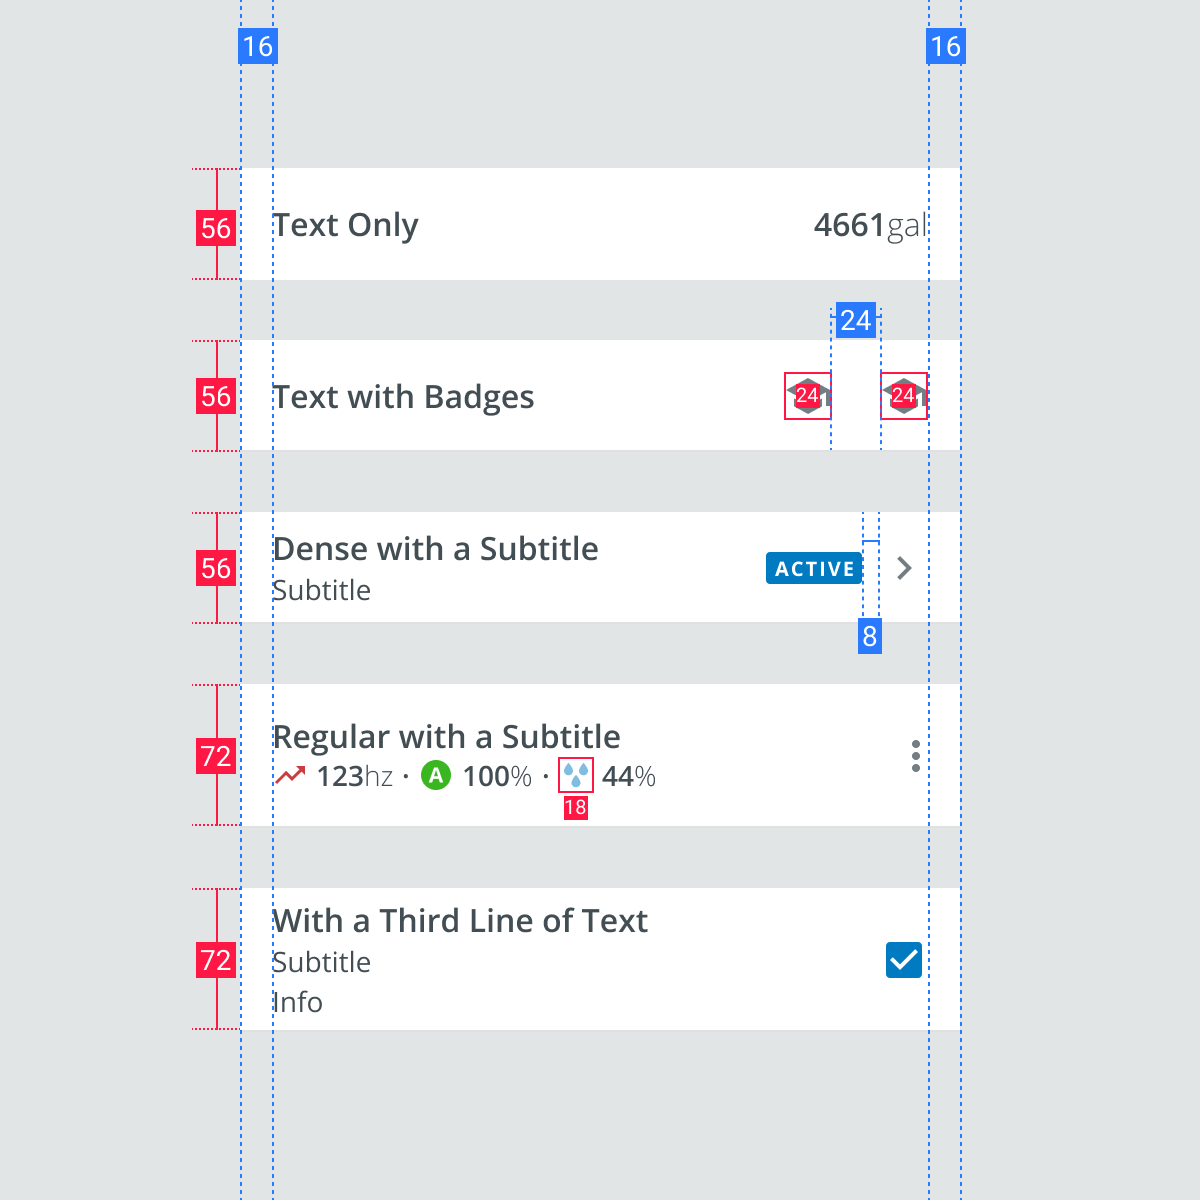 16 16
56 Text Only 4661gal
24
56 Text with Badges 24 24
56 Dense with a Subtitle ACTIVE
Subtitle
8
72 Regular with a Subtitle
123hz · A 100% · 44%
18
72 With a Third Line of Text
Subtitle
Info